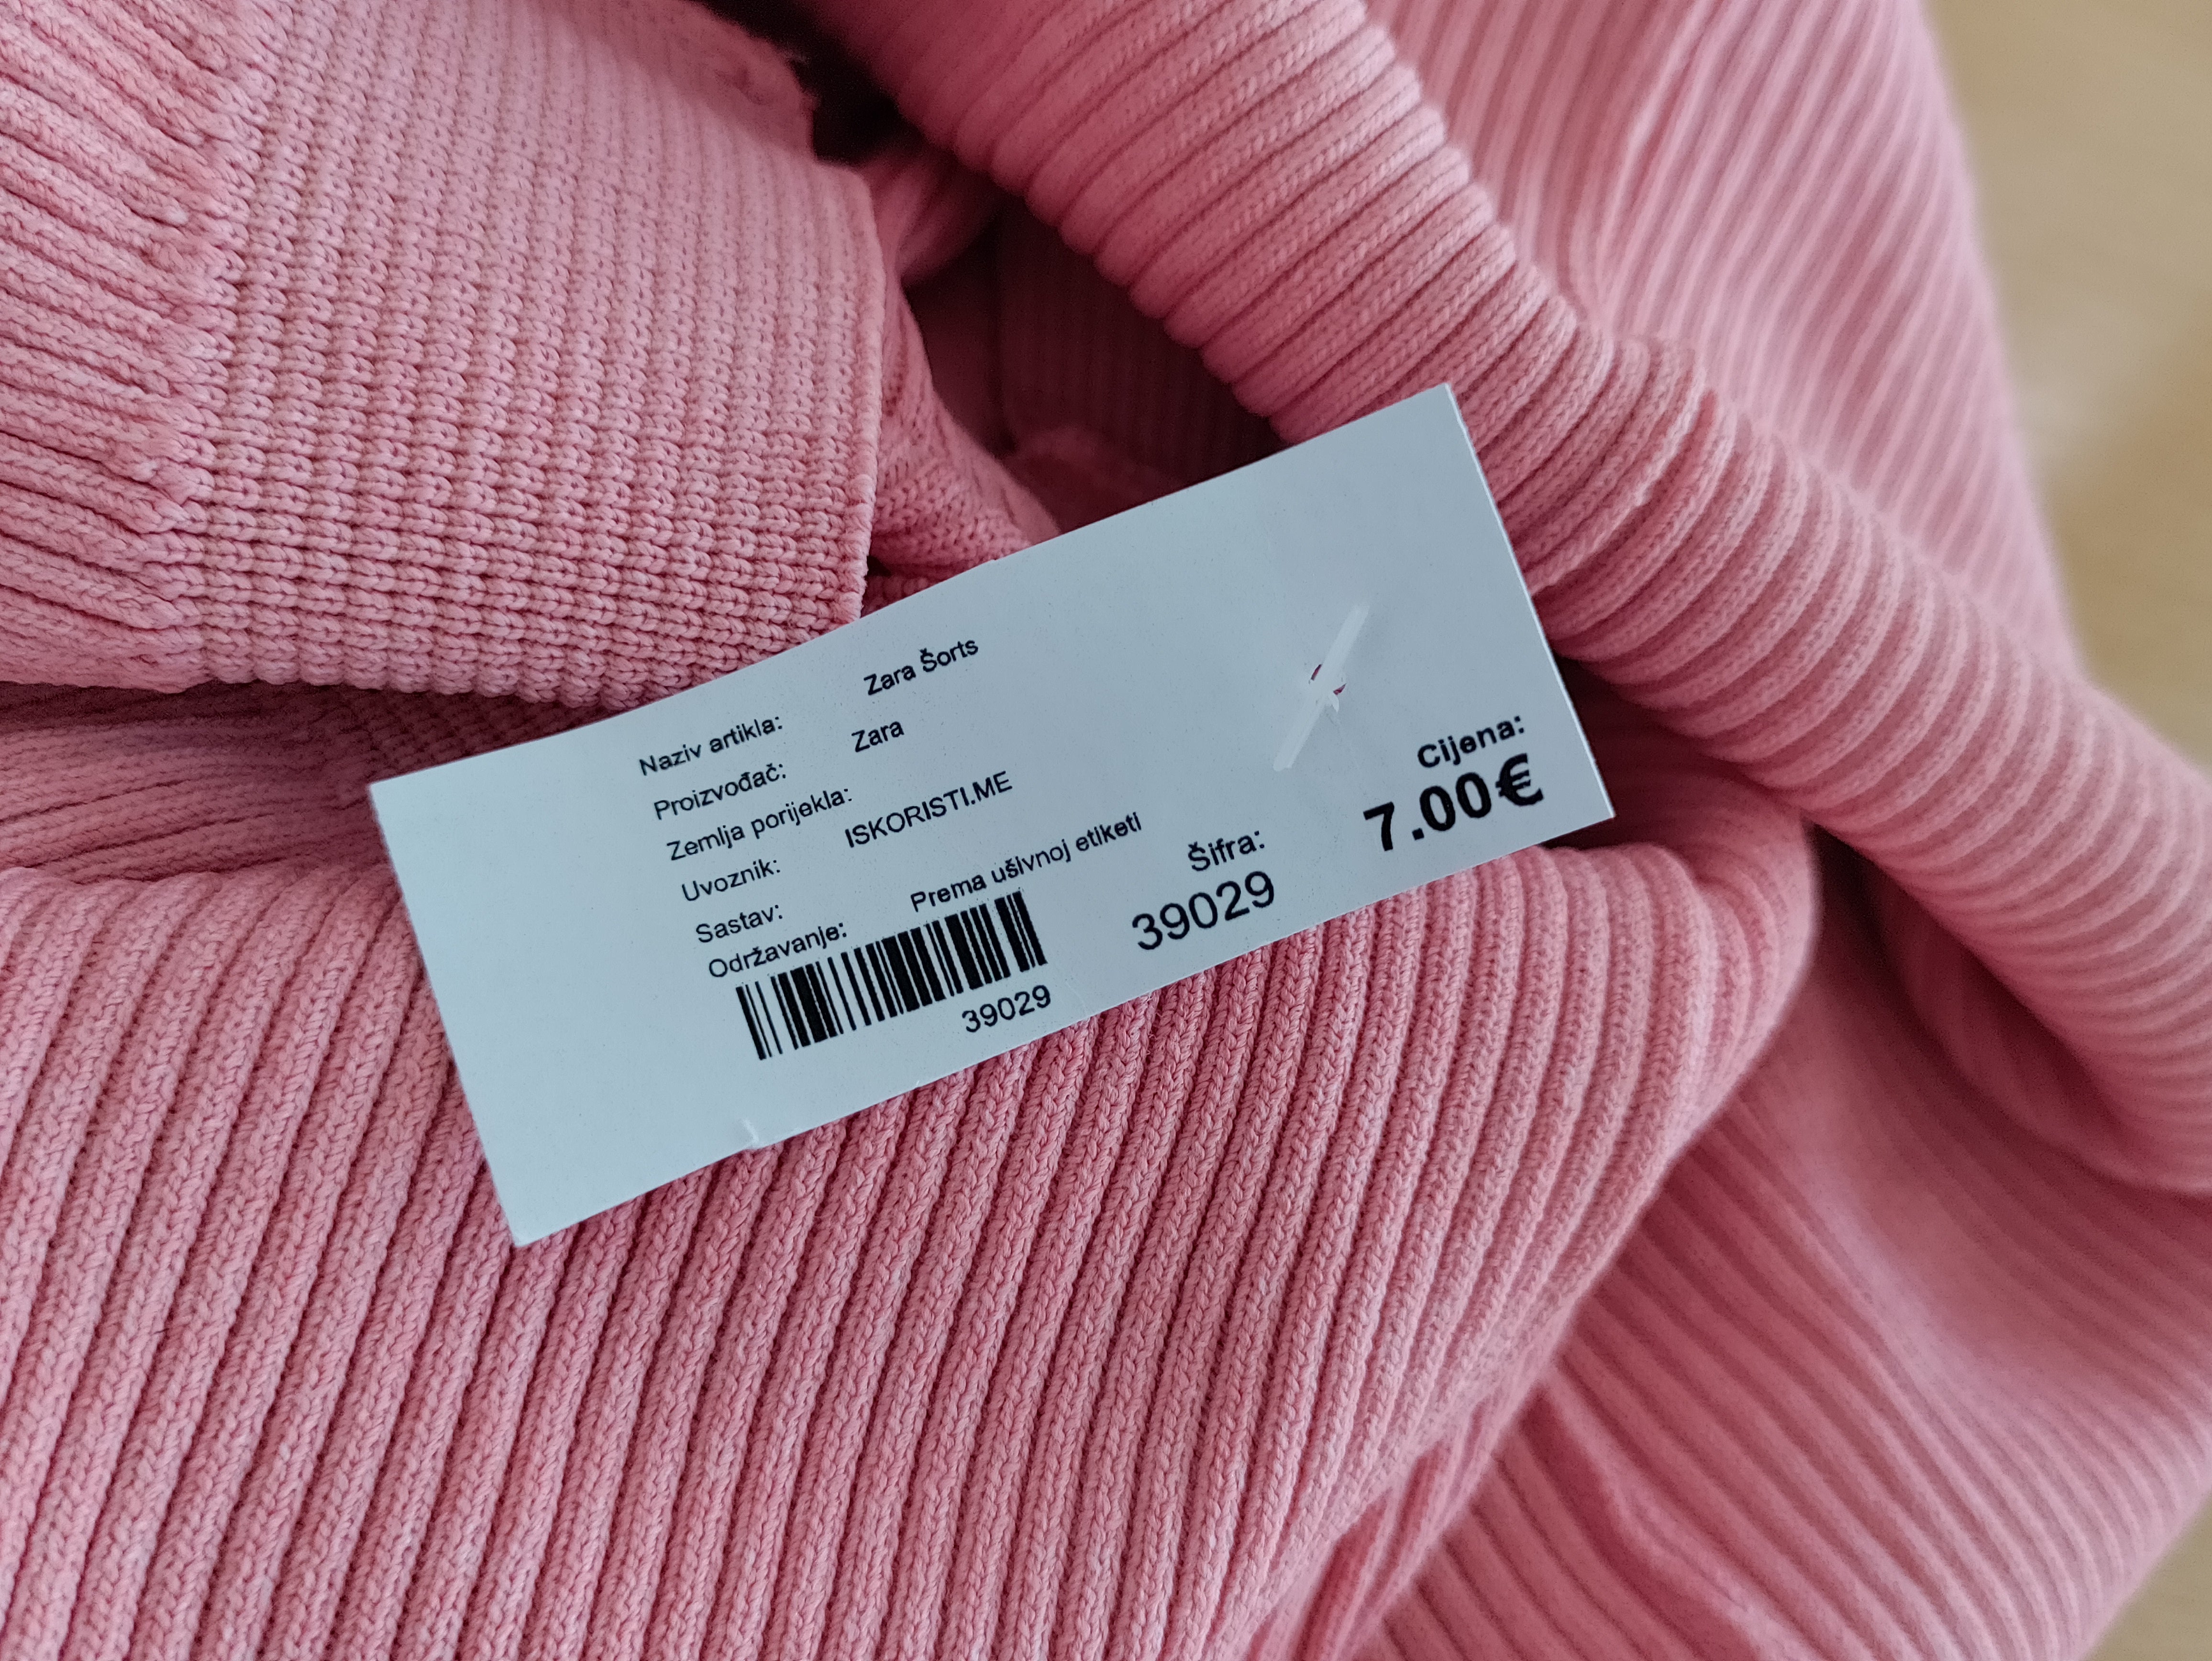 Naziv artikla: Zara Šorts
Proizvođač: Zara
Zemlja porijekla:
Uvoznik: ISKORISTI.ME
Sastav:
Održavanje: Prema ušivnoj etiketi
39029
Šifra:
39029
Cijena:
7.00€